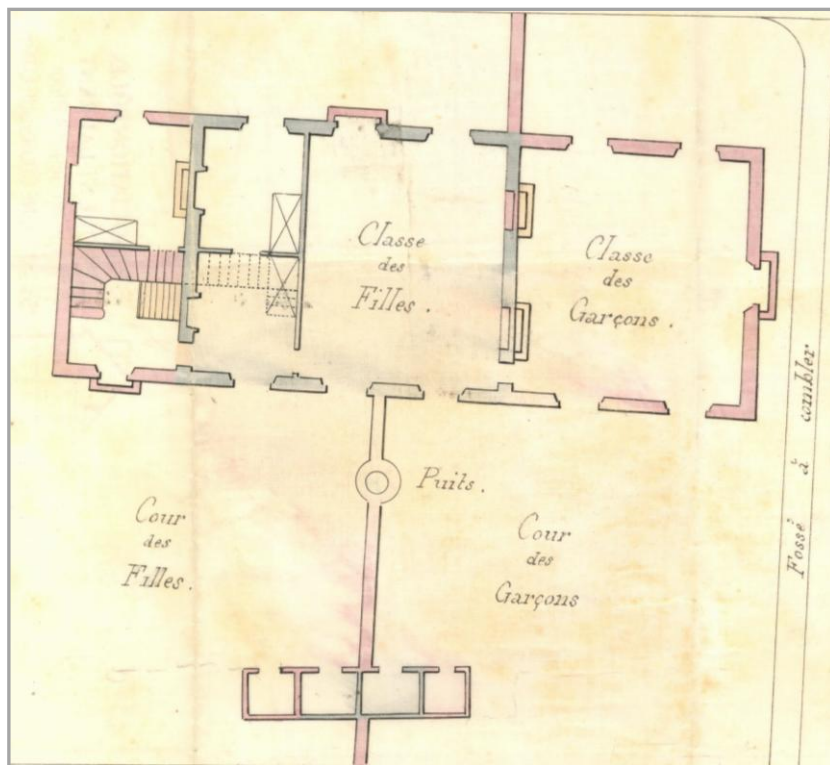 Classe
des
Filles.
Classe
des
Garçons.
Puits.
Cour
des
Filles.
Cour
des
Garçons
Fossé à combler